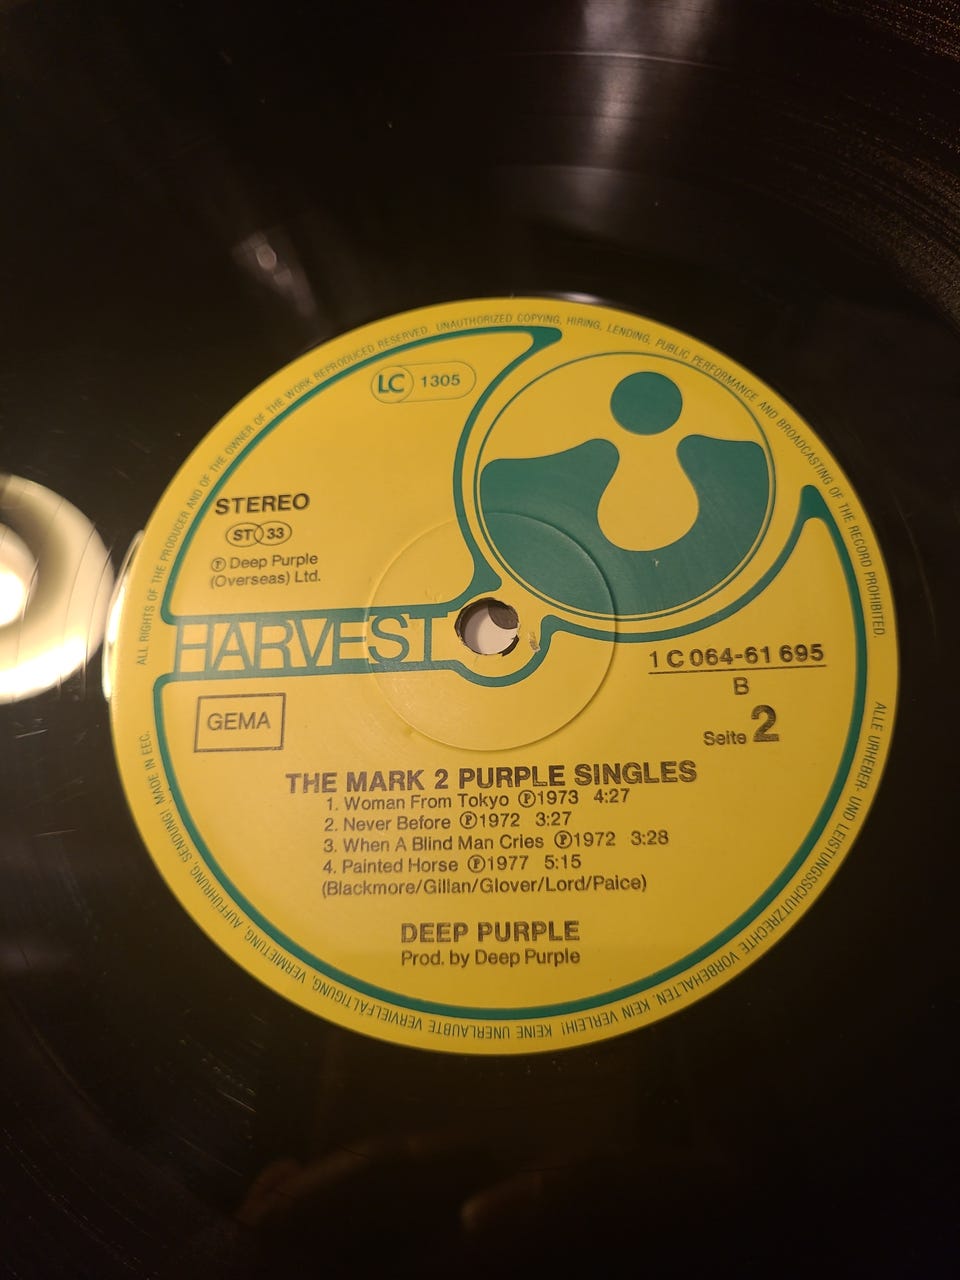 ALL RIGHTS OF THE PRODUCER AND OF THE OWNER OF THE WORK REPRODUCED RESERVED. UNAUTHORIZED COPYING, HIRING, LENDING, PUBLIC PERFORMANCE AND BROADCASTING OF THE RECORD PROHIBITED.
LC 1305
STEREO
ST 33
Ⓟ Deep Purple
(Overseas) Ltd.
HARVEST
1 C 064-61 695
B
GEMA
Seite 2
THE MARK 2 PURPLE SINGLES
1. Woman From Tokyo Ⓟ1973 4:27
2. Never Before Ⓟ1972 3:27
3. When A Blind Man Cries Ⓟ1972 3:28
4. Painted Horse Ⓟ1977 5:15
(Blackmore/Gillan/Glover/Lord/Paice)
DEEP PURPLE
Prod. by Deep Purple
ALLE URHEBER- UND LEISTUNGSSCHUTZRECHTE VORBEHALTEN. KEIN VERLEIH! KEINE UNERLAUBTE VERVIELFÄLTIGUNG, VERMIETUNG, AUFFÜHRUNG, SENDUNG! MADE IN EEC.